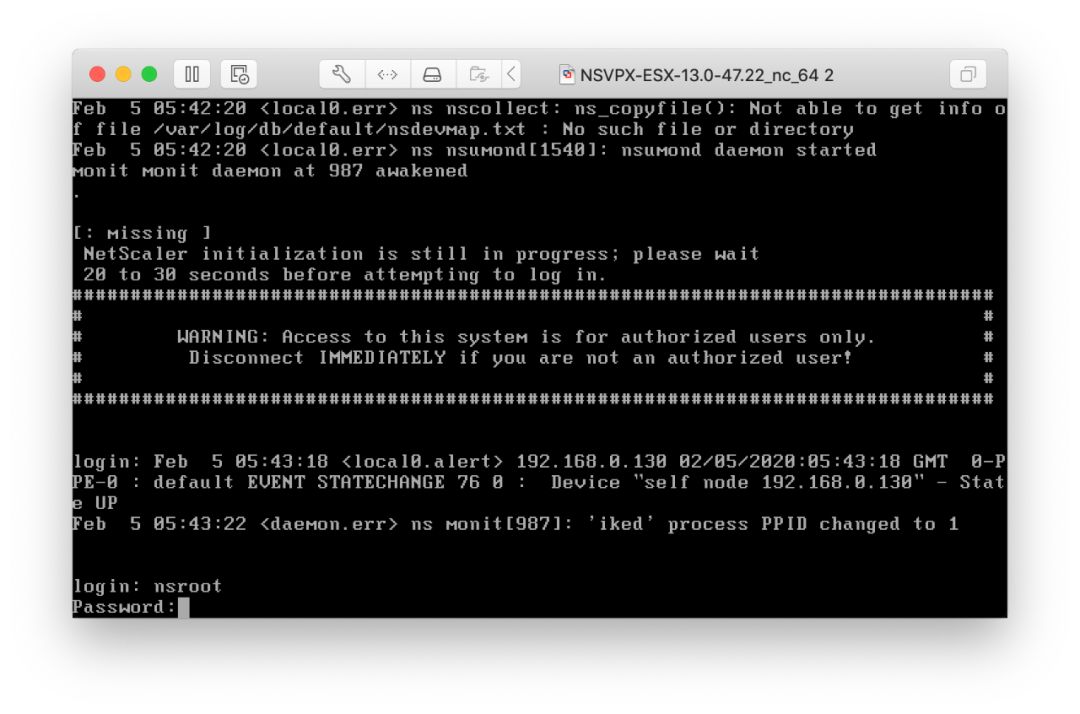 NSVPX-ESX-13.0-47.22_nc_64 2
Feb  5 05:42:20 <local0.err> ns nscollect: ns_copyfile(): Not able to get info o
f file /var/log/db/default/nsdevmap.txt : No such file or directory
Feb  5 05:42:20 <local0.err> ns nsumond[1540]: nsumond daemon started
monit monit daemon at 987 awakened
.
[: missing ]
 NetScaler initialization is still in progress; please wait
 20 to 30 seconds before attempting to log in.
###############################################################################
#                                                                             #
#        WARNING: Access to this system is for authorized users only.         #
#         Disconnect IMMEDIATELY if you are not an authorized user!           #
#                                                                             #
###############################################################################
login: Feb  5 05:43:18 <local0.alert> 192.168.0.130 02/05/2020:05:43:18 GMT  0-P
PE-0 : default EVENT STATECHANGE 76 0 :  Device "self node 192.168.0.130" - Stat
e UP
Feb  5 05:43:22 <daemon.err> ns monit[987]: 'iked' process PPID changed to 1
login: nsroot
Password: